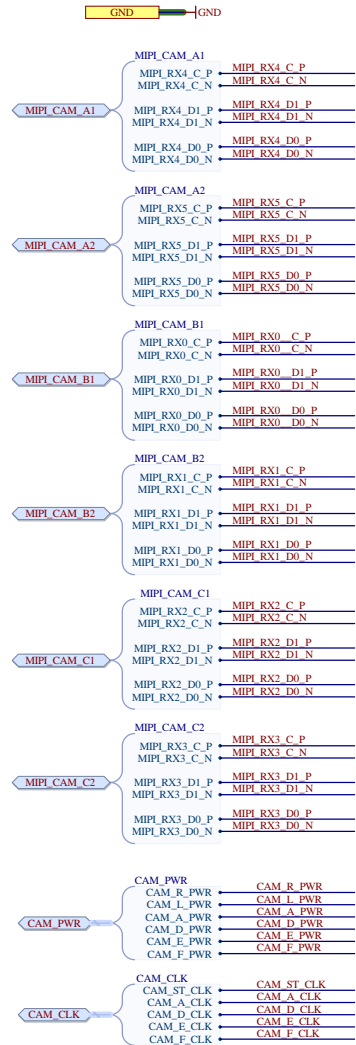 GND GND
MIPI_CAM_A1
MIPI_RX4_C_P MIPI_RX4_C_P
MIPI_RX4_C_N MIPI_RX4_C_N
MIPI_CAM_A1
MIPI_RX4_D1_P MIPI_RX4_D1_P
MIPI_RX4_D1_N MIPI_RX4_D1_N
MIPI_RX4_D0_P MIPI_RX4_D0_P
MIPI_RX4_D0_N MIPI_RX4_D0_N
MIPI_CAM_A2
MIPI_RX5_C_P MIPI_RX5_C_P
MIPI_RX5_C_N MIPI_RX5_C_N
MIPI_CAM_A2
MIPI_RX5_D1_P MIPI_RX5_D1_P
MIPI_RX5_D1_N MIPI_RX5_D1_N
MIPI_RX5_D0_P MIPI_RX5_D0_P
MIPI_RX5_D0_N MIPI_RX5_D0_N
MIPI_CAM_B1
MIPI_RX0_C_P MIPI_RX0__C_P
MIPI_RX0_C_N MIPI_RX0__C_N
MIPI_CAM_B1
MIPI_RX0_D1_P MIPI_RX0__D1_P
MIPI_RX0_D1_N MIPI_RX0__D1_N
MIPI_RX0_D0_P MIPI_RX0__D0_P
MIPI_RX0_D0_N MIPI_RX0__D0_N
MIPI_CAM_B2
MIPI_RX1_C_P MIPI_RX1_C_P
MIPI_RX1_C_N MIPI_RX1_C_N
MIPI_CAM_B2
MIPI_RX1_D1_P MIPI_RX1_D1_P
MIPI_RX1_D1_N MIPI_RX1_D1_N
MIPI_RX1_D0_P MIPI_RX1_D0_P
MIPI_RX1_D0_N MIPI_RX1_D0_N
MIPI_CAM_C1
MIPI_RX2_C_P MIPI_RX2_C_P
MIPI_RX2_C_N MIPI_RX2_C_N
MIPI_RX2_D1_P MIPI_RX2_D1_P
MIPI_CAM_C1 MIPI_RX2_D1_N MIPI_RX2_D1_N
MIPI_RX2_D0_P MIPI_RX2_D0_P
MIPI_RX2_D0_N MIPI_RX2_D0_N
MIPI_CAM_C2
MIPI_RX3_C_P MIPI_RX3_C_P
MIPI_RX3_C_N MIPI_RX3_C_N
MIPI_CAM_C2 MIPI_RX3_D1_P MIPI_RX3_D1_P
MIPI_RX3_D1_N MIPI_RX3_D1_N
MIPI_RX3_D0_P MIPI_RX3_D0_P
MIPI_RX3_D0_N MIPI_RX3_D0_N
CAM_PWR
CAM_R_PWR CAM_R_PWR
CAM_L_PWR CAM_L_PWR
CAM_A_PWR CAM_A_PWR
CAM_PWR CAM_D_PWR CAM_D_PWR
CAM_E_PWR CAM_E_PWR
CAM_F_PWR CAM_F_PWR
CAM_CLK
CAM_ST_CLK CAM_ST_CLK
CAM_A_CLK CAM_A_CLK
CAM_CLK CAM_D_CLK CAM_D_CLK
CAM_E_CLK CAM_E_CLK
CAM_F_CLK CAM_F_CLK